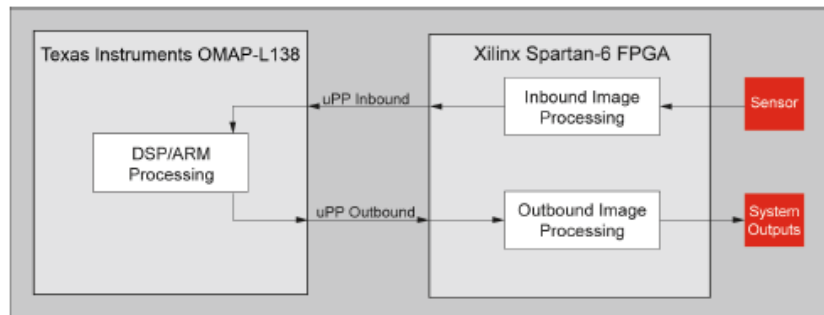 Texas Instruments OMAP-L138
Xilinx Spartan-6 FPGA
uPP Inbound
Inbound Image
Processing
Sensor
DSP/ARM
Processing
uPP Outbound
Outbound Image
Processing
System
Outputs